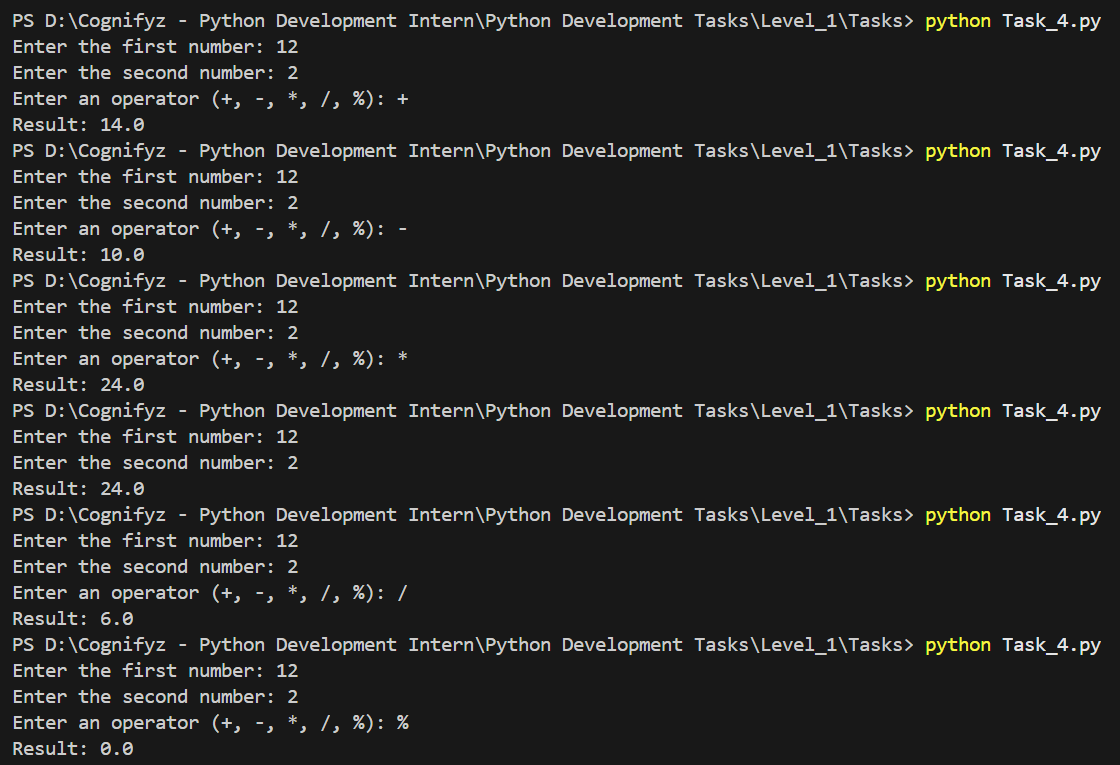 PS D:\Cognifyz - Python Development Intern\Python Development Tasks\Level_1\Tasks> python Task_4.py
Enter the first number: 12
Enter the second number: 2
Enter an operator (+, -, *, /, %): +
Result: 14.0
PS D:\Cognifyz - Python Development Intern\Python Development Tasks\Level_1\Tasks> python Task_4.py
Enter the first number: 12
Enter the second number: 2
Enter an operator (+, -, *, /, %): -
Result: 10.0
PS D:\Cognifyz - Python Development Intern\Python Development Tasks\Level_1\Tasks> python Task_4.py
Enter the first number: 12
Enter the second number: 2
Enter an operator (+, -, *, /, %): *
Result: 24.0
PS D:\Cognifyz - Python Development Intern\Python Development Tasks\Level_1\Tasks> python Task_4.py
Enter the first number: 12
Enter the second number: 2
Result: 24.0
PS D:\Cognifyz - Python Development Intern\Python Development Tasks\Level_1\Tasks> python Task_4.py
Enter the first number: 12
Enter the second number: 2
Enter an operator (+, -, *, /, %): /
Result: 6.0
PS D:\Cognifyz - Python Development Intern\Python Development Tasks\Level_1\Tasks> python Task_4.py
Enter the first number: 12
Enter the second number: 2
Enter an operator (+, -, *, /, %): %
Result: 0.0